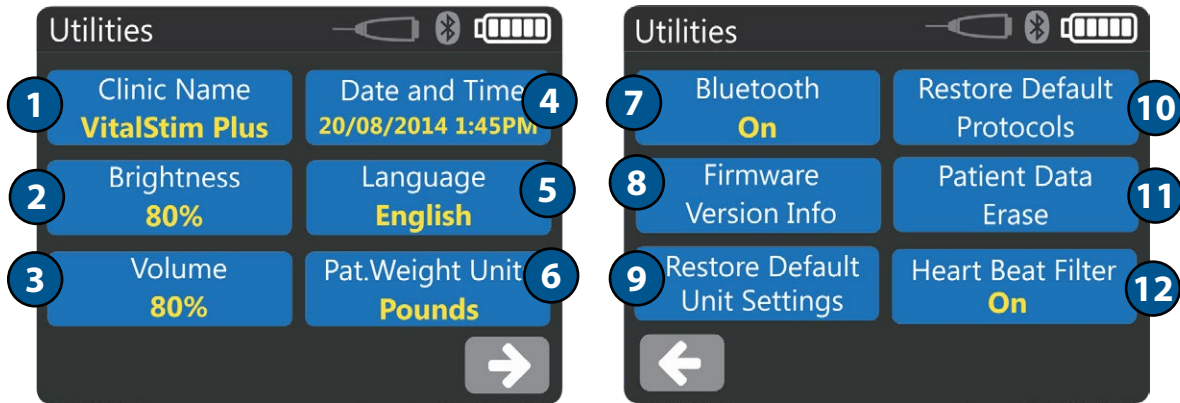 Utilities
1
Clinic Name
VitalStim Plus
Date and Time
20/08/2014 1:45PM
4
2
Brightness
80%
Language
English
5
3
Volume
80%
Pat.Weight Unit
Pounds
6
Utilities
7
Bluetooth
On
Restore Default
Protocols
10
8
Firmware
Version Info
Patient Data
Erase
11
9
Restore Default
Unit Settings
Heart Beat Filter
On
12